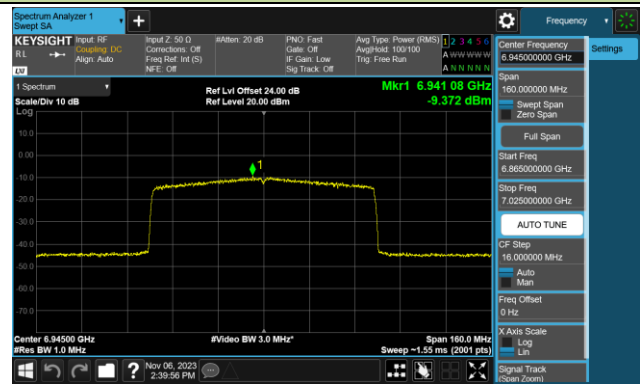 Spectrum Analyzer 1
Swept SA
Frequency
KEYSIGHT
RL
Input: RF
Coupling: DC
Align: Auto
Input Z: 50 Ω
Corrections: Off
Freq Ref: Int (S)
NFE: Off
#Atten: 20 dB
PNO: Fast
Gate: Off
IF Gain: Low
Sig Track: Off
Avg Type: Power (RMS)
Avg|Hold: 100/100
Trig: Free Run
1 2 3 4 5 6
A W W W W W
A N N N N N
LXI
1 Spectrum
Scale/Div 10 dB
Log
Ref Lvl Offset 24.00 dB
Ref Level 20.00 dBm
Mkr1 6.941 08 GHz
-9.372 dBm
10.0
0.00
-10.0
-20.0
-30.0
-40.0
-50.0
-60.0
-70.0
1
Center 6.94500 GHz
#Res BW 1.0 MHz
#Video BW 3.0 MHz*
Span 160.0 MHz
Sweep ~1.55 ms (2001 pts)
Nov 06, 2023
2:39:56 PM
Center Frequency
6.945000000 GHz
Span
160.000000 MHz
Swept Span
Zero Span
Full Span
Start Freq
6.865000000 GHz
Stop Freq
7.025000000 GHz
AUTO TUNE
CF Step
16.000000 MHz
Auto
Man
Freq Offset
0 Hz
X Axis Scale
Log
Lin
Signal Track
(Span Zoom)
Settings